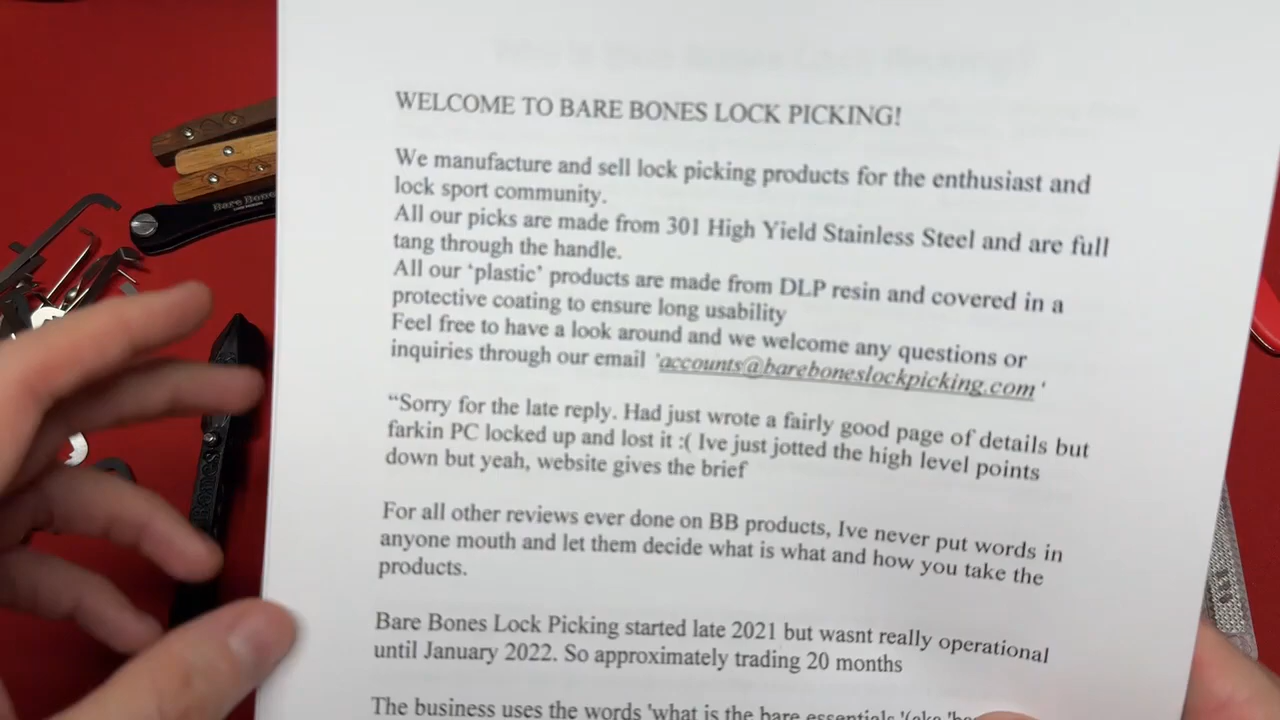 WELCOME TO BARE BONES LOCK PICKING!
We manufacture and sell lock picking products for the enthusiast and
lock sport community.
All our picks are made from 301 High Yield Stainless Steel and are full
tang through the handle.
All our ‘plastic’ products are made from DLP resin and covered in a
protective coating to ensure long usability
Feel free to have a look around and we welcome any questions or
inquiries through our email 'accounts@bareboneslockpicking.com '
“Sorry for the late reply. Had just wrote a fairly good page of details but
farkin PC locked up and lost it :( Ive just jotted the high level points
down but yeah, website gives the brief
For all other reviews ever done on BB products, Ive never put words in
anyone mouth and let them decide what is what and how you take the
products.
Bare Bones Lock Picking started late 2021 but wasnt really operational
until January 2022. So approximately trading 20 months
The business uses the words 'what is the bare essentials '(aka
Bare Bone
Bones